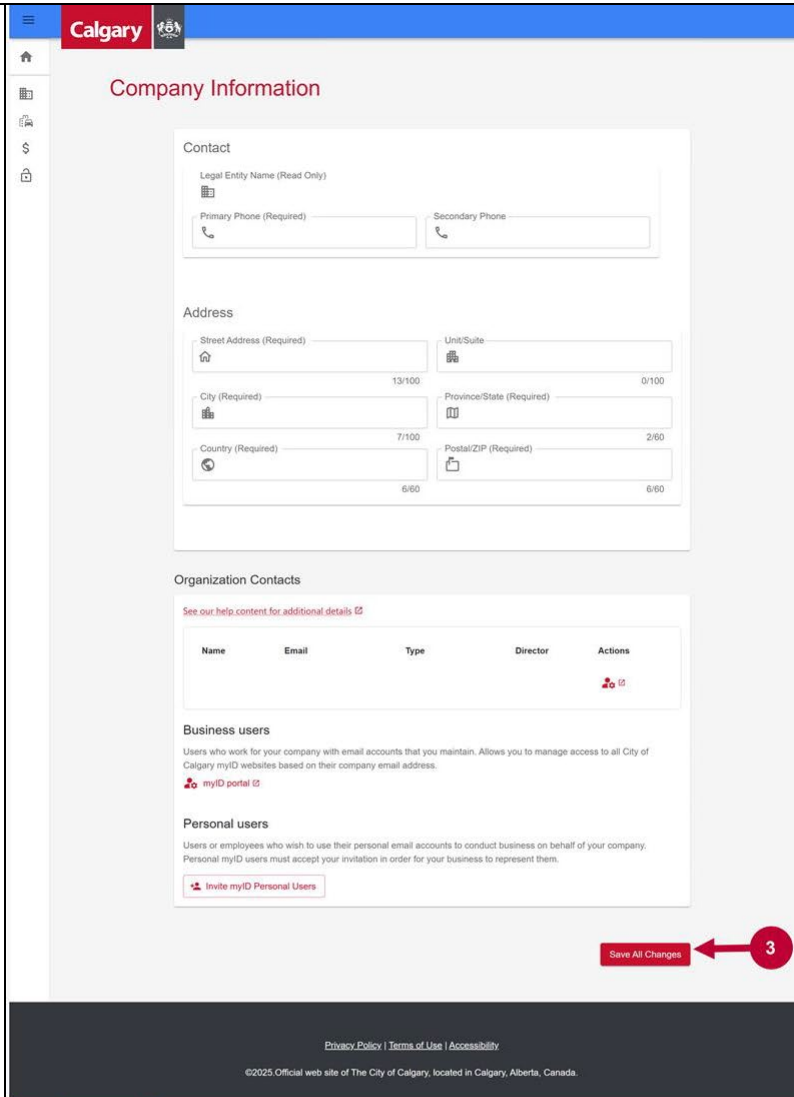 Calgary
Company Information
Contact
Legal Entity Name (Read Only)
Primary Phone (Required)
Secondary Phone
Address
Street Address (Required)
Unit/Suite
13/100
0/100
City (Required)
Province/State (Required)
7/100
2/60
Country (Required)
Postal/ZIP (Required)
6/60
6/60
Organization Contacts
See our help content for additional details
Name Email Type Director Actions
Business users
Users who work for your company with email accounts that you maintain. Allows you to manage access to all City of
Calgary myID websites based on their company email address.
myID portal
Personal users
Users or employees who wish to use their personal email accounts to conduct business on behalf of your company.
Personal myID users must accept your invitation in order for your business to represent them.
Invite myID Personal Users
Save All Changes
3
Privacy Policy | Terms of Use | Accessibility
©2025.Official web site of The City of Calgary, located in Calgary, Alberta, Canada.